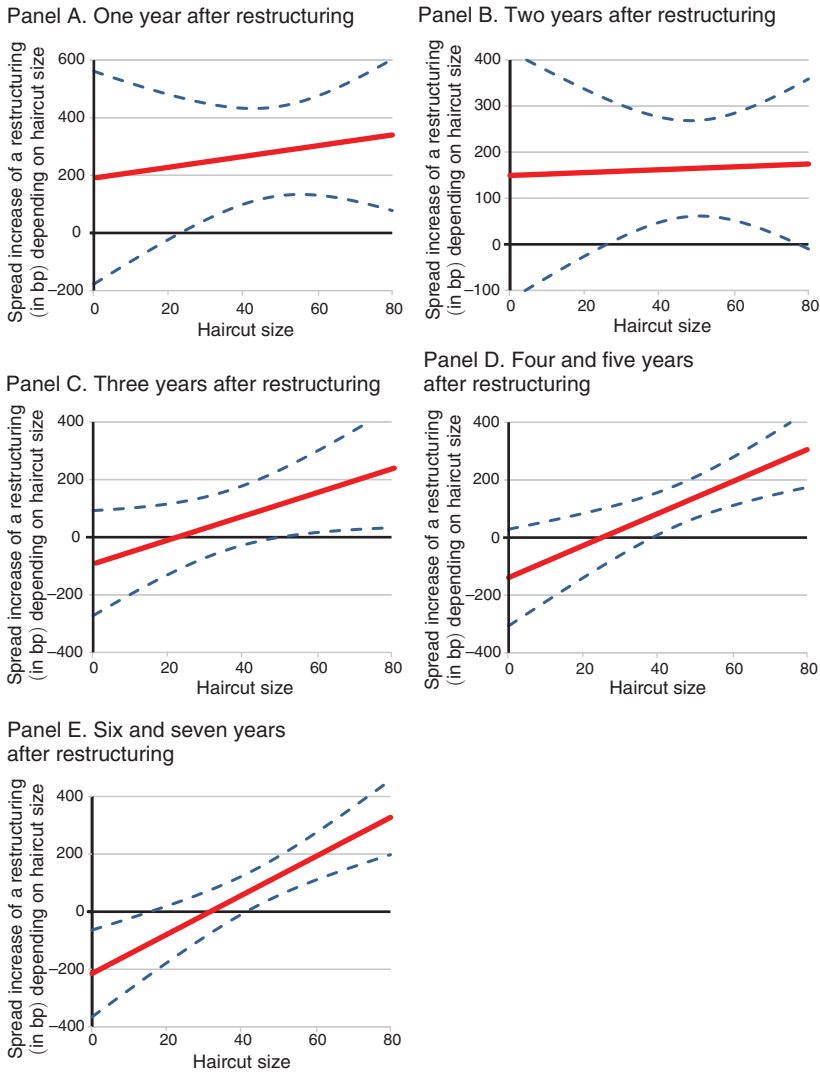 Panel A. One year after restructuring
Spread increase of a restructuring
(in bp) depending on haircut size
600
400
200
0
−200
0 20 40 60 80
Haircut size
Panel B. Two years after restructuring
Spread increase of a restructuring
(in bp) depending on haircut size
400
300
200
100
0
−100
0 20 40 60 80
Haircut size
Panel C. Three years after restructuring
Spread increase of a restructuring
(in bp) depending on haircut size
400
200
0
−200
−400
0 20 40 60 80
Haircut size
Panel D. Four and five years
after restructuring
Spread increase of a restructuring
(in bp) depending on haircut size
400
200
0
−200
−400
0 20 40 60 80
Haircut size
Panel E. Six and seven years
after restructuring
Spread increase of a restructuring
(in bp) depending on haircut size
400
200
0
−200
−400
0 20 40 60 80
Haircut size